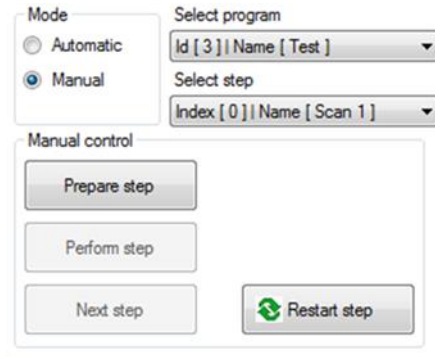 Mode
Automatic
Manual
Select program
Id [ 3 ] | Name [ Test ]
Select step
Index [ 0 ] | Name [ Scan 1 ]
Manual control
Prepare step
Perform step
Next step
Restart step